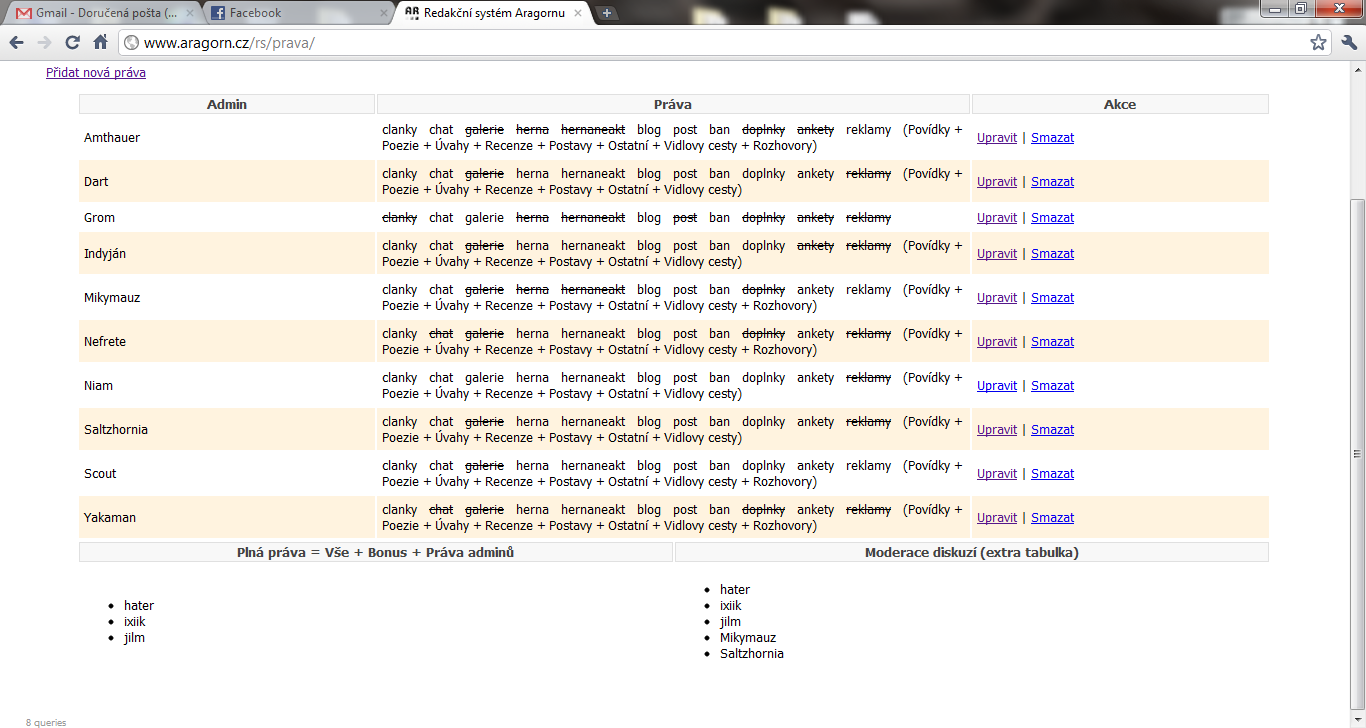 Gmail - Doručená pošta (...
Facebook
AR Redakční systém Aragornu
www.aragorn.cz/rs/prava/
Přidat nová práva
Admin Práva Akce
Amthauer clanky chat galerie herna hernaneakt blog post ban doplnky ankety reklamy (Povídky + Upravit | Smazat
Poezie + Úvahy + Recenze + Postavy + Ostatní + Vidlovy cesty + Rozhovory)
Dart clanky chat galerie herna hernaneakt blog post ban doplnky ankety reklamy (Povídky + Upravit | Smazat
Poezie + Úvahy + Recenze + Postavy + Ostatní + Vidlovy cesty)
Grom clanky chat galerie herna hernaneakt blog post ban doplnky ankety reklamy Upravit | Smazat
Indyján clanky chat galerie herna hernaneakt blog post ban doplnky ankety reklamy (Povídky + Upravit | Smazat
Poezie + Úvahy + Recenze + Postavy + Ostatní + Vidlovy cesty)
Mikymauz clanky chat galerie herna hernaneakt blog post ban doplnky ankety reklamy (Povídky + Upravit | Smazat
Poezie + Úvahy + Recenze + Postavy + Ostatní + Vidlovy cesty + Rozhovory)
Nefrete clanky chat galerie herna hernaneakt blog post ban doplnky ankety reklamy (Povídky + Upravit | Smazat
Poezie + Úvahy + Recenze + Postavy + Ostatní + Vidlovy cesty + Rozhovory)
Niam clanky chat galerie herna hernaneakt blog post ban doplnky ankety reklamy (Povídky + Upravit | Smazat
Poezie + Úvahy + Recenze + Postavy + Ostatní + Vidlovy cesty)
Saltzhornia clanky chat galerie herna hernaneakt blog post ban doplnky ankety reklamy (Povídky + Upravit | Smazat
Poezie + Úvahy + Recenze + Postavy + Ostatní + Vidlovy cesty)
Scout clanky chat galerie herna hernaneakt blog post ban doplnky ankety reklamy (Povídky + Upravit | Smazat
Poezie + Úvahy + Recenze + Postavy + Ostatní + Vidlovy cesty)
Yakaman clanky chat galerie herna hernaneakt blog post ban doplnky ankety reklamy (Povídky + Upravit | Smazat
Poezie + Úvahy + Recenze + Postavy + Ostatní + Vidlovy cesty + Rozhovory)
Plná práva = Vše + Bonus + Práva adminů
hater
ixiik
jilm
Moderace diskuzí (extra tabulka)
hater
ixiik
jilm
Mikymauz
Saltzhornia
8 queries